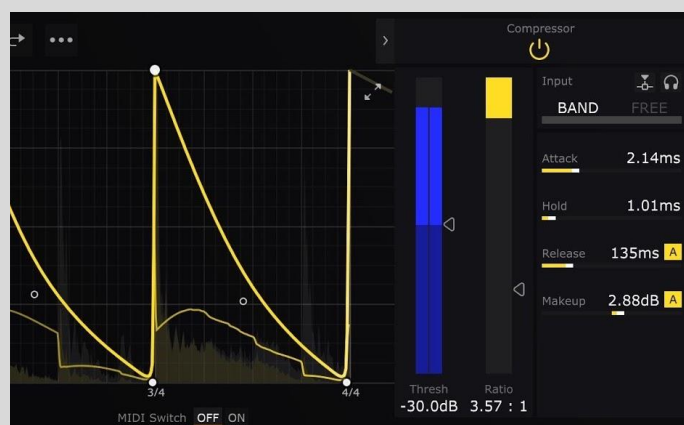 Compressor
Input
BAND FREE
Attack 2.14ms
Hold 1.01ms
Release 135ms A
Makeup 2.88dB A
Thresh Ratio
-30.0dB 3.57 : 1
3/4 4/4
MIDI Switch OFF ON